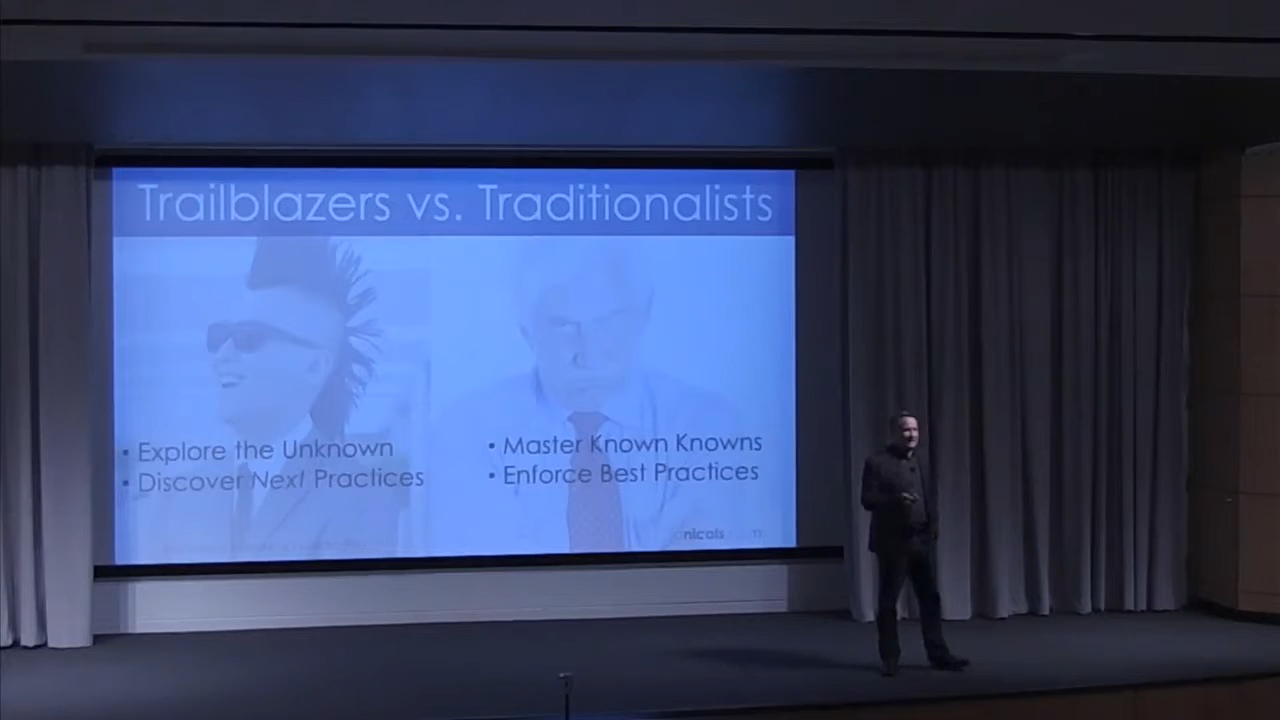 Trailblazers vs. Traditionalists
• Explore the Unknown
• Discover Next Practices
• Master Known Knowns
• Enforce Best Practices